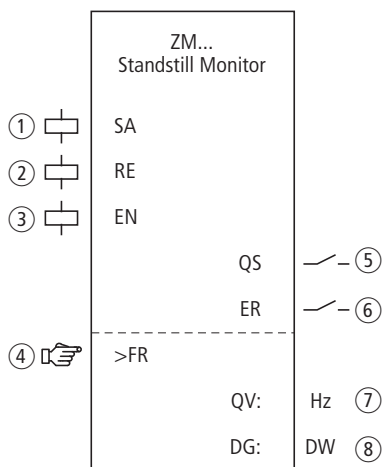 ZM...
Standstill Monitor
1 SA
2 RE
3 EN
QS 5
ER 6
4 >FR
QV: Hz 7
DG: DW 8